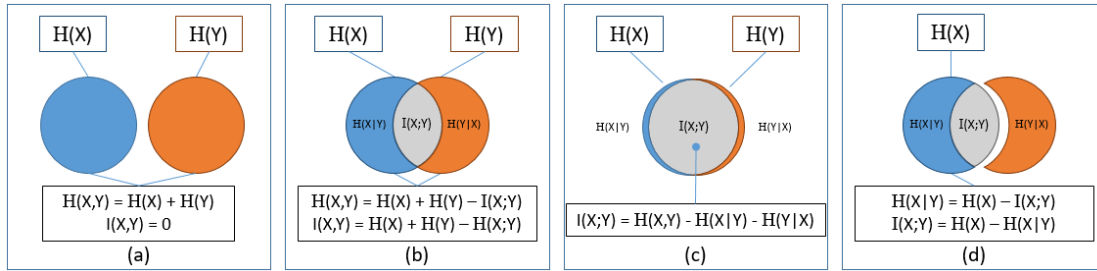 H(X)
H(Y)
H(X,Y) = H(X) + H(Y)
I(X,Y) = 0
(a)
H(X)
H(Y)
H(X|Y)
I(X;Y)
H(Y|X)
H(X,Y) = H(X) + H(Y) – I(X;Y)
I(X,Y) = H(X) + H(Y) – H(X;Y)
(b)
H(X)
H(Y)
H(X|Y)
I(X;Y)
H(Y|X)
I(X;Y) = H(X,Y) - H(X|Y) - H(Y|X)
(c)
H(X)
H(X|Y)
I(X;Y)
H(Y|X)
H(X|Y) = H(X) – I(X;Y)
I(X;Y) = H(X) – H(X|Y)
(d)